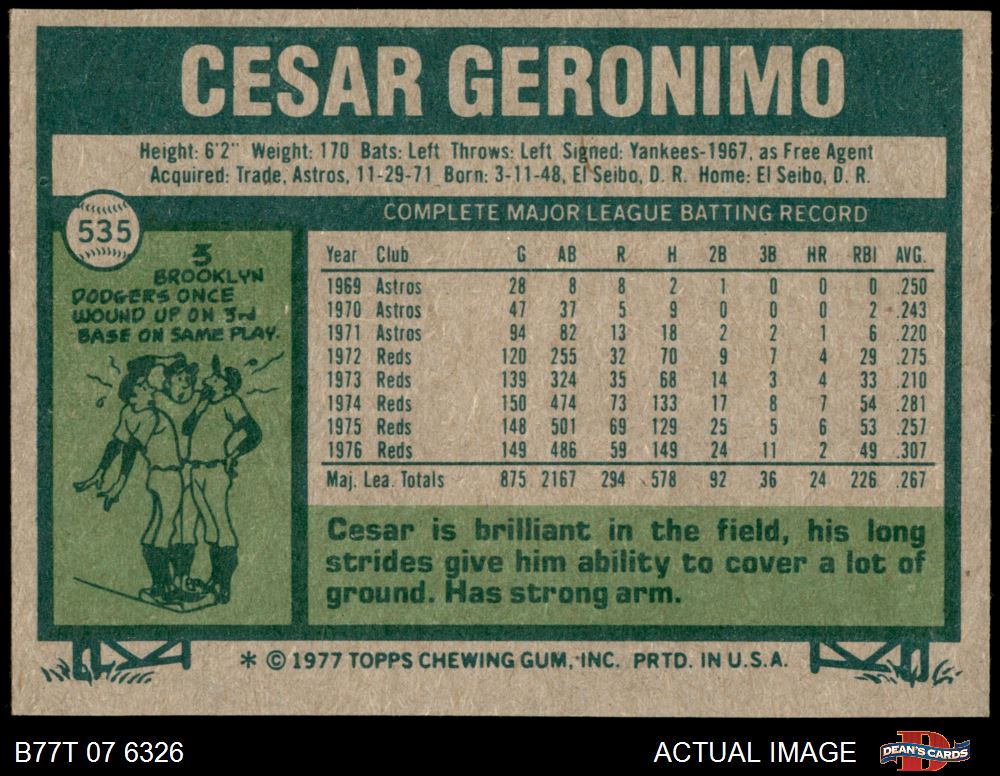 CESAR GERONIMO
Height: 6'2" Weight: 170 Bats: Left Throws: Left Signed: Yankees-1967, as Free Agent
Acquired: Trade, Astros, 11-29-71 Born: 3-11-48, El Seibo, D. R. Home: El Seibo, D. R.
535
3
BROOKLYN
DODGERS ONCE
WOUND UP ON 3rd
BASE ON SAME PLAY.
COMPLETE MAJOR LEAGUE BATTING RECORD
Year Club G AB R H 2B 3B HR RBI AVG.
1969 Astros 28 8 8 2 1 0 0 0 .250
1970 Astros 47 37 5 9 0 0 0 2 .243
1971 Astros 94 82 13 18 2 2 1 6 .220
1972 Reds 120 255 32 70 9 7 4 29 .275
1973 Reds 139 324 35 68 14 3 4 33 .210
1974 Reds 150 474 73 133 17 8 7 54 .281
1975 Reds 148 501 69 129 25 5 6 53 .257
1976 Reds 149 486 59 149 24 11 2 49 .307
Maj. Lea. Totals 875 2167 294 578 92 36 24 226 .267
Cesar is brilliant in the field, his long
strides give him ability to cover a lot of
ground. Has strong arm.
* © 1977 TOPPS CHEWING GUM, INC. PRTD. IN U.S.A.
B77T 07 6326
ACTUAL IMAGE
D
DEAN'S CARDS